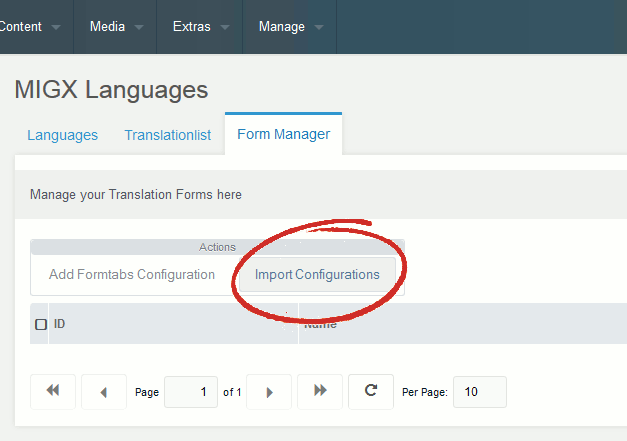 Content Media Extras Manage
MIGX Languages
Languages Translationlist Form Manager
Manage your Translation Forms here
Actions
Add Formtabs Configuration Import Configurations
ID Name
Page 1 of 1 Per Page: 10